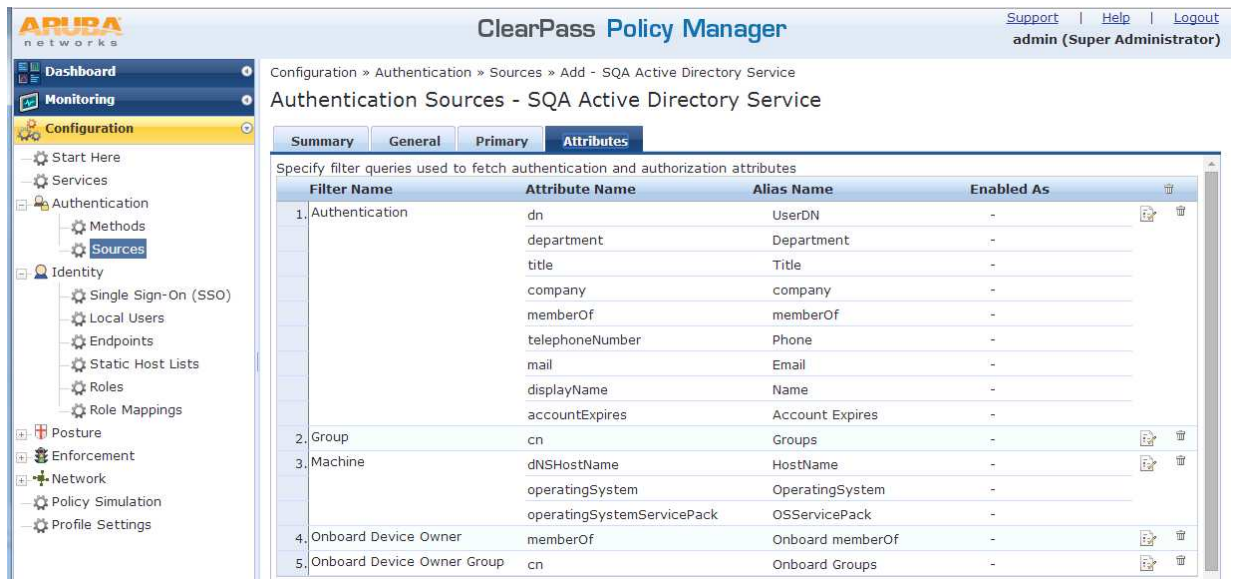 ARUBA
networks
ClearPass Policy Manager
Support | Help | Logout
admin (Super Administrator)
Dashboard
Monitoring
Configuration
Start Here
Services
Authentication
Methods
Sources
Identity
Single Sign-On (SSO)
Local Users
Endpoints
Static Host Lists
Roles
Role Mappings
Posture
Enforcement
Network
Policy Simulation
Profile Settings
Configuration » Authentication » Sources » Add - SQA Active Directory Service
Authentication Sources - SQA Active Directory Service
Summary General Primary Attributes
Specify filter queries used to fetch authentication and authorization attributes
Filter Name Attribute Name Alias Name Enabled As
1. Authentication dn UserDN -
department Department -
title Title -
company company -
memberOf memberOf -
telephoneNumber Phone -
mail Email -
displayName Name -
accountExpires Account Expires -
2. Group cn Groups -
3. Machine dNSHostName HostName -
operatingSystem OperatingSystem -
operatingSystemServicePack OSServicePack -
4. Onboard Device Owner memberOf Onboard memberOf -
5. Onboard Device Owner Group cn Onboard Groups -